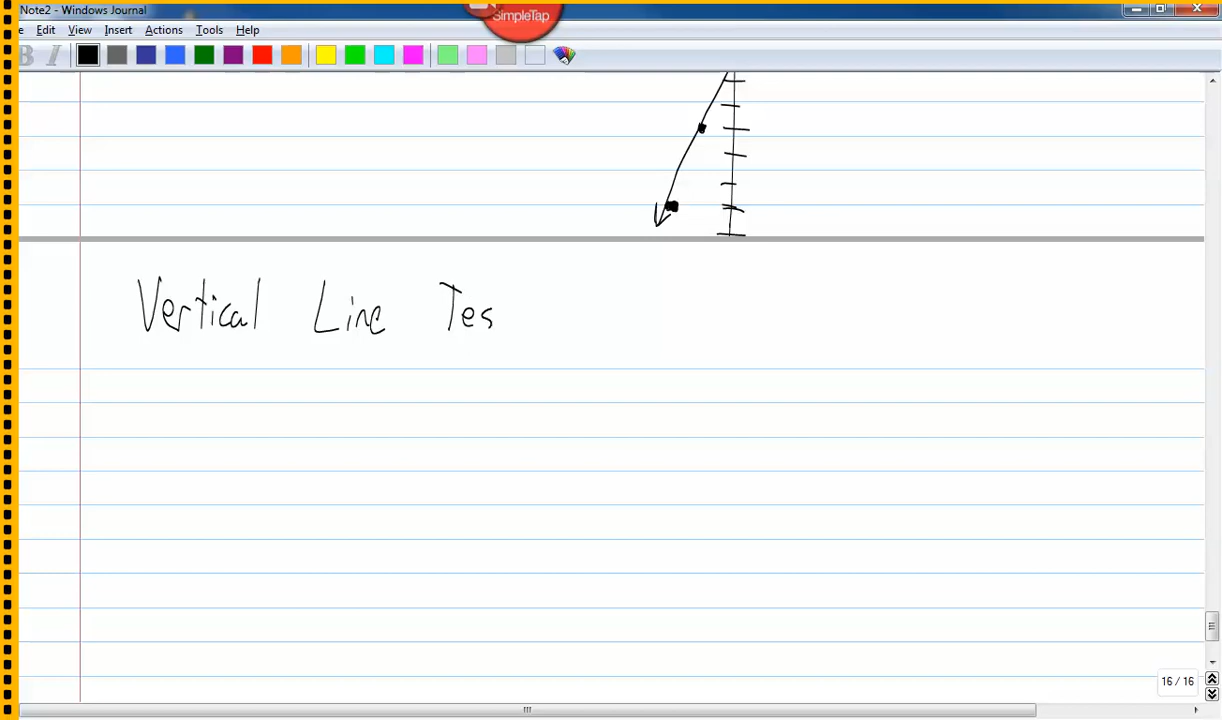 Note2 - Windows Journal
SimpleTap
Edit View Insert Actions Tools Help
B I
Vertical Line Tes
16 / 16